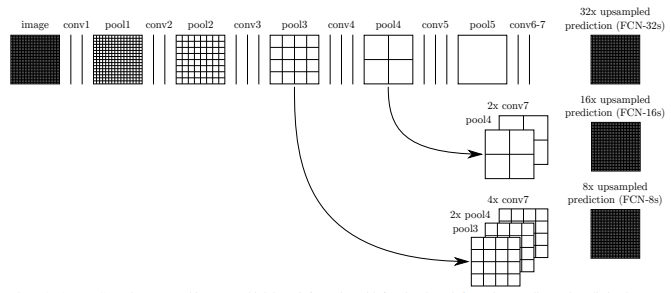 image conv1 pool1 conv2 pool2 conv3 pool3 conv4 pool4 conv5 pool5 conv6-7
32x upsampled
prediction (FCN-32s)
16x upsampled
prediction (FCN-16s)
2x conv7
pool4
8x upsampled
prediction (FCN-8s)
4x conv7
2x pool4
pool3